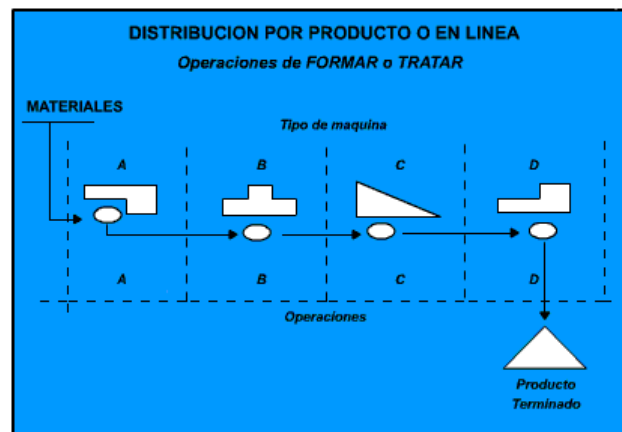 DISTRIBUCION POR PRODUCTO O EN LINEA
Operaciones de FORMAR o TRATAR
MATERIALES
Tipo de maquina
A B C D
A B C D
Operaciones
Producto
Terminado